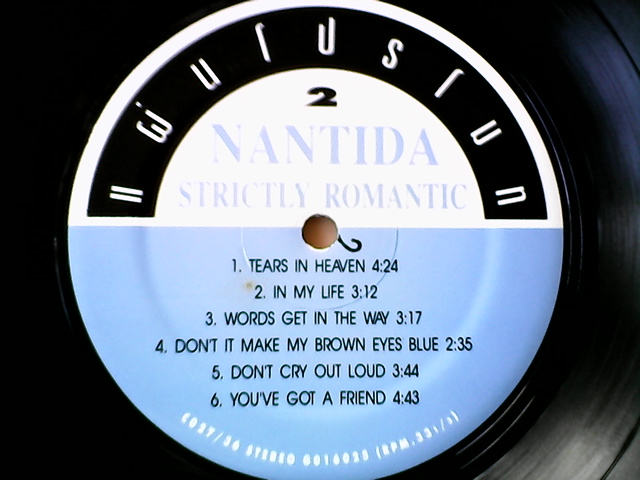 2
NANTIDA
STRICTLY ROMANTIC
1. TEARS IN HEAVEN 4:24
2. IN MY LIFE 3:12
3. WORDS GET IN THE WAY 3:17
4. DON'T IT MAKE MY BROWN EYES BLUE 2:35
5. DON'T CRY OUT LOUD 3:44
6. YOU'VE GOT A FRIEND 4:43
STEREO